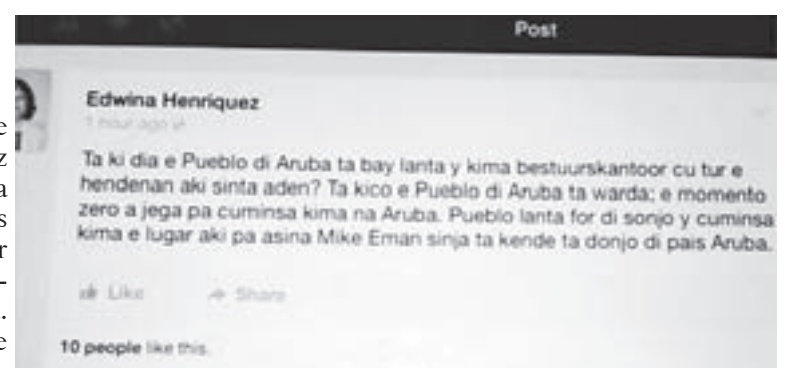 Post
Edwina Henriquez
1 hour ago
Ta ki dia e Pueblo di Aruba ta bay lanta y kima bestuurskantoor cu tur e
hendenan aki sinta aden? Ta kico e Pueblo di Aruba ta warda; e momento
zero a jega pa cuminsa kima na Aruba. Pueblo lanta for di sonjo y cuminsa
kima e lugar aki pa asina Mike Eman sinja ta kende ta donjo di pais Aruba.
Like Share
10 people like this.
e
z
a
s
r
-
.
e